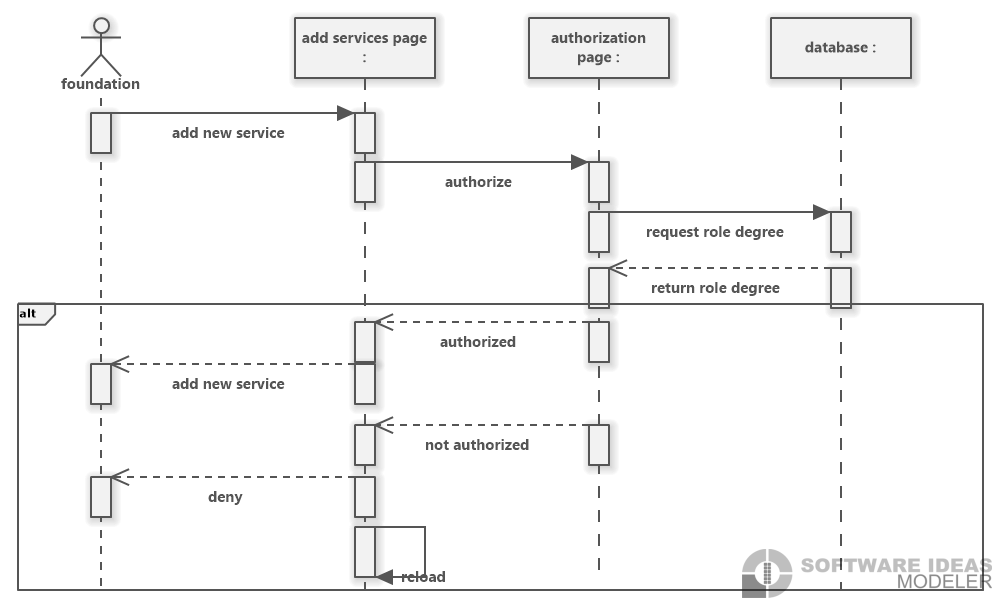 foundation
add services page
:
authorization
page :
database :
add new service
authorize
request role degree
return role degree
alt
authorized
add new service
not authorized
deny
reload
SOFTWARE IDEAS
MODELER